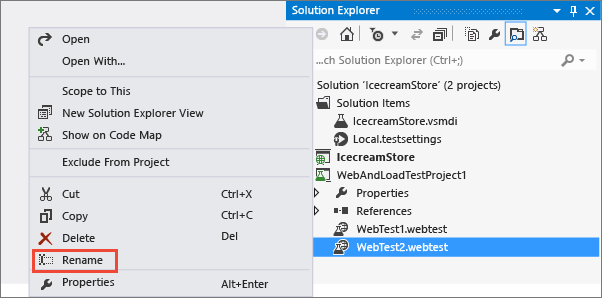 Open
Open With...
Scope to This
New Solution Explorer View
Show on Code Map
Exclude From Project
Cut Ctrl+X
Copy Ctrl+C
Delete Del
Rename
Properties Alt+Enter
Solution Explorer
...ch Solution Explorer (Ctrl+;)
Solution 'IcecreamStore' (2 projects)
Solution Items
IcecreamStore.vsmdi
Local.testsettings
IcecreamStore
WebAndLoadTestProject1
Properties
References
WebTest1.webtest
WebTest2.webtest